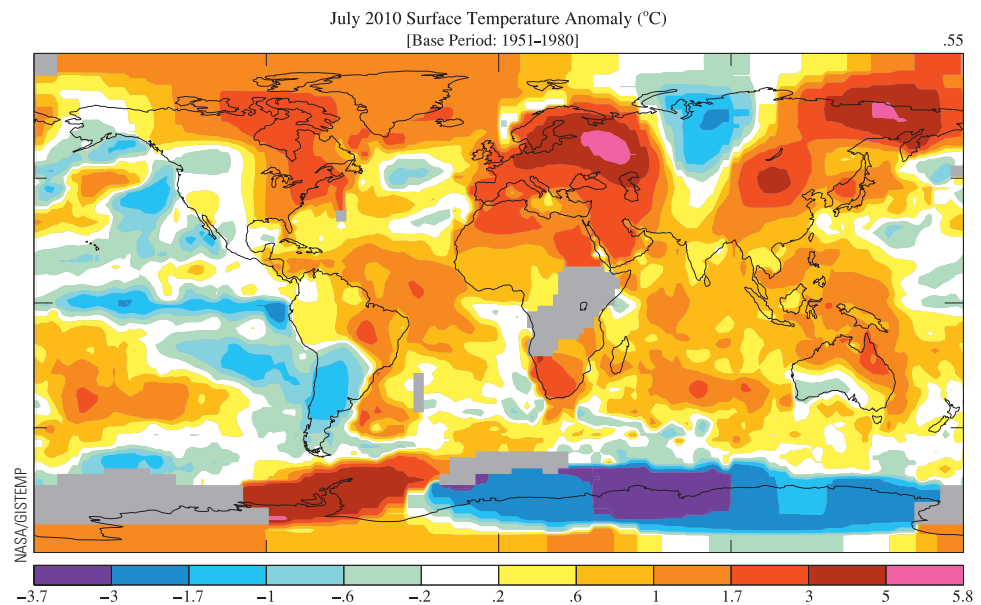 July 2010 Surface Temperature Anomaly (°C)
[Base Period: 1951–1980]
.55
NASA/GISTEMP
−3.7 −3 −1.7 −1 −.6 −.2 .2 .6 1 1.7 3 5 5.8